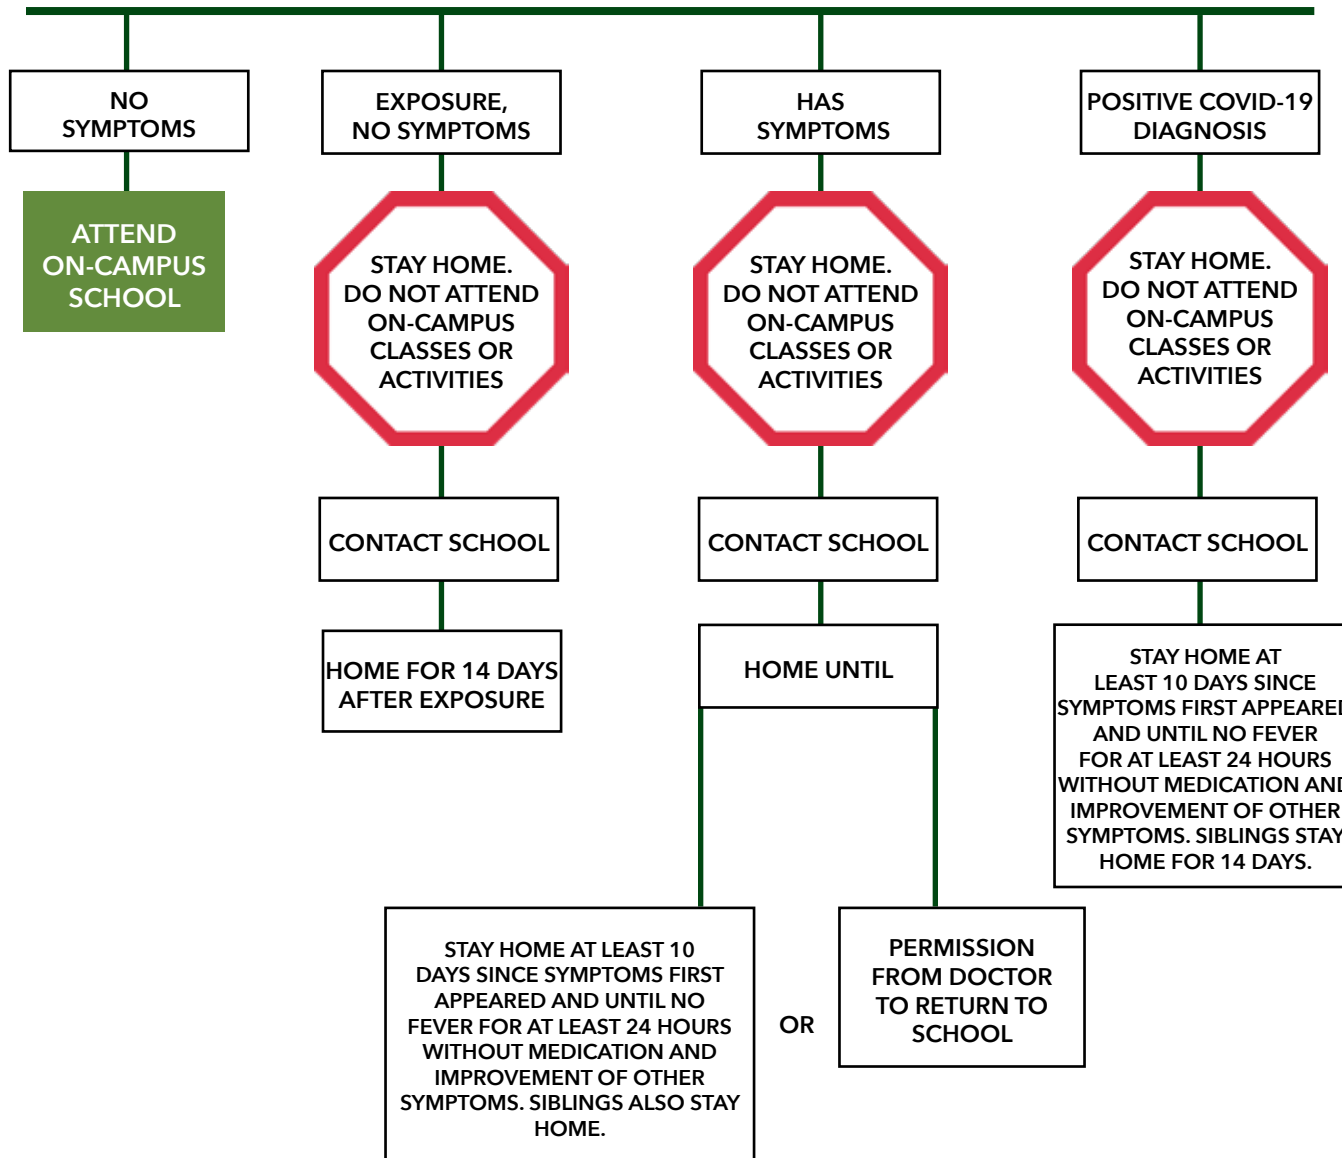 NO
SYMPTOMS
ATTEND
ON-CAMPUS
SCHOOL
EXPOSURE,
NO SYMPTOMS
STAY HOME.
DO NOT ATTEND
ON-CAMPUS
CLASSES OR
ACTIVITIES
CONTACT SCHOOL
HOME FOR 14 DAYS
AFTER EXPOSURE
HAS
SYMPTOMS
STAY HOME.
DO NOT ATTEND
ON-CAMPUS
CLASSES OR
ACTIVITIES
CONTACT SCHOOL
HOME UNTIL
STAY HOME AT LEAST 10
DAYS SINCE SYMPTOMS FIRST
APPEARED AND UNTIL NO
FEVER FOR AT LEAST 24 HOURS
WITHOUT MEDICATION AND
IMPROVEMENT OF OTHER
SYMPTOMS. SIBLINGS ALSO STAY
HOME.
OR
PERMISSION
FROM DOCTOR
TO RETURN TO
SCHOOL
POSITIVE COVID-19
DIAGNOSIS
STAY HOME.
DO NOT ATTEND
ON-CAMPUS
CLASSES OR
ACTIVITIES
CONTACT SCHOOL
STAY HOME AT
LEAST 10 DAYS SINCE
SYMPTOMS FIRST APPEARED
AND UNTIL NO FEVER
FOR AT LEAST 24 HOURS
WITHOUT MEDICATION AND
IMPROVEMENT OF OTHER
SYMPTOMS. SIBLINGS STAY
HOME FOR 14 DAYS.